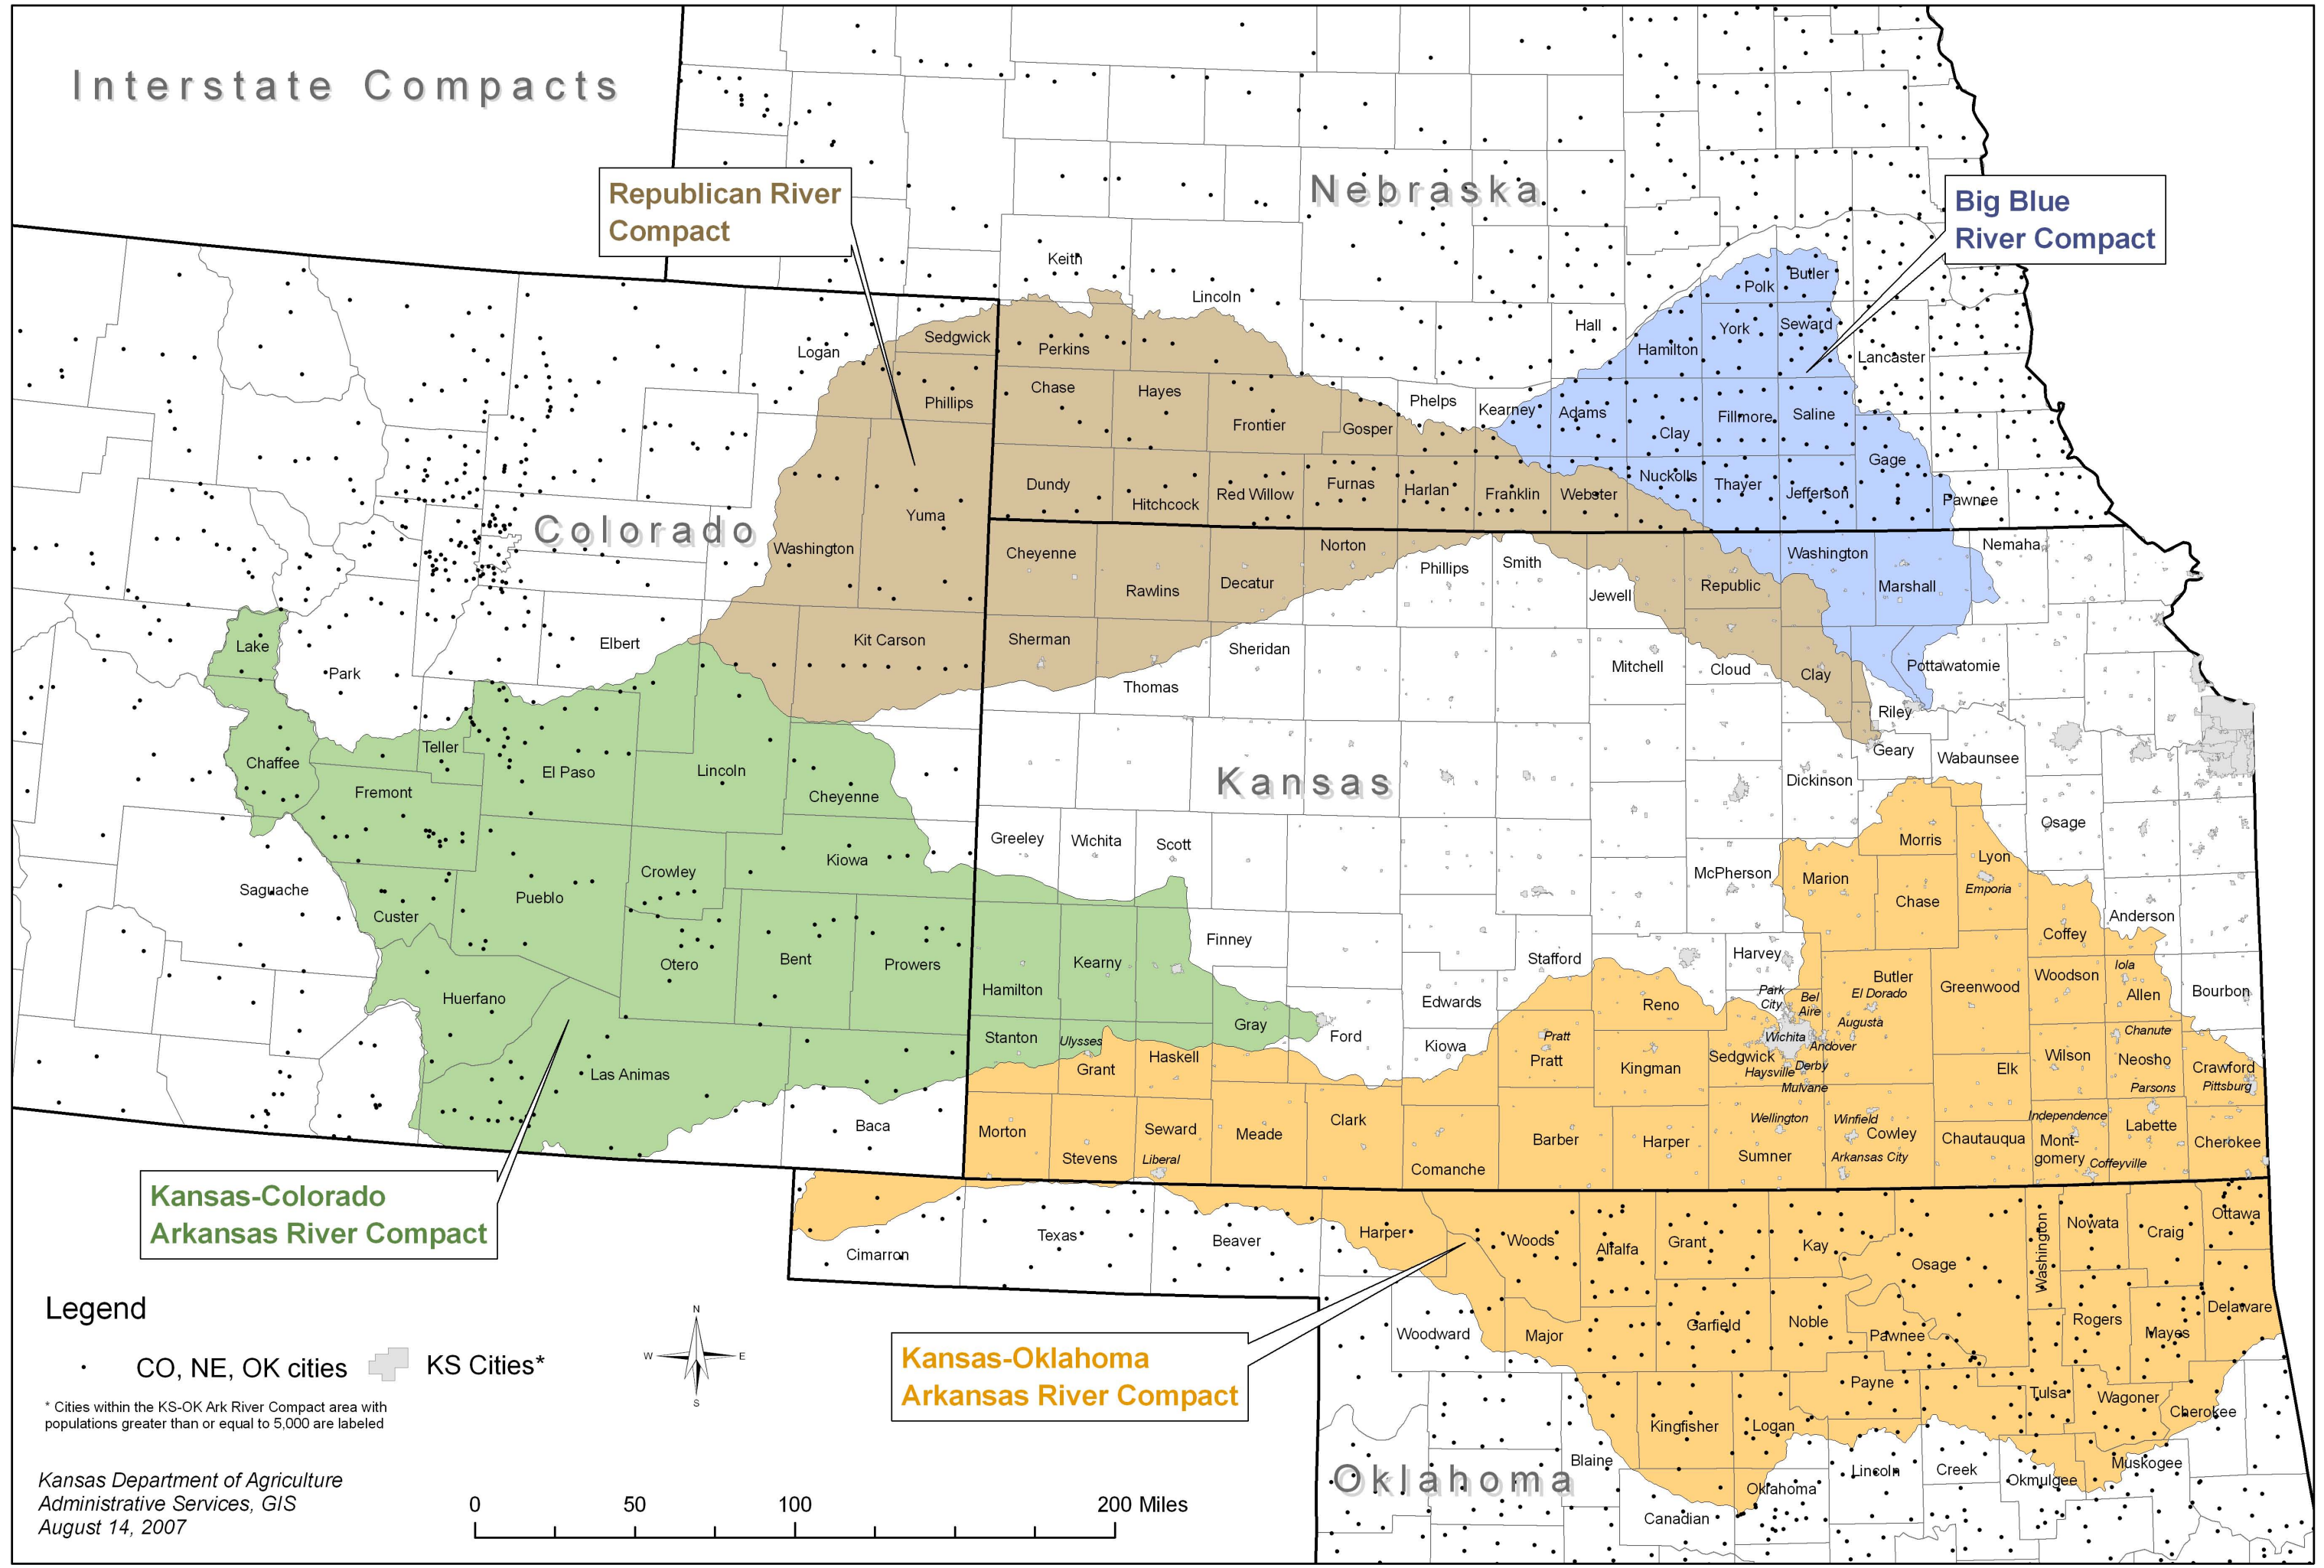 Interstate Compacts
Republican River
Compact
Nebraska
Big Blue
River Compact
Keith
Lincoln
Butler
Polk
Hall
York
Seward
Hamilton
Lancaster
Sedgwick
Logan
Perkins
Phillips
Chase
Hayes
Frontier
Gosper
Phelps
Kearney
Adams
Clay
Fillmore
Saline
Gage
Dundy
Hitchcock
Red Willow
Furnas
Harlan
Franklin
Webster
Nuckolls
Thayer
Jefferson
Pawnee
Colorado
Yuma
Washington
Kit Carson
Elbert
Lake
Park
Cheyenne
Rawlins
Decatur
Norton
Phillips
Smith
Jewell
Republic
Washington
Marshall
Nemaha
Sherman
Thomas
Sheridan
Mitchell
Cloud
Clay
Pottawatomie
Riley
Geary
Wabaunsee
Dickinson
Kansas
Chaffee
Teller
El Paso
Lincoln
Cheyenne
Fremont
Kiowa
Crowley
Pueblo
Custer
Saguache
Otero
Bent
Prowers
Huerfano
Las Animas
Baca
Greeley
Wichita
Scott
Finney
Hamilton
Kearny
Stanton
Ulysses
Grant
Haskell
Gray
Ford
Edwards
Kiowa
Stafford
Pratt
Pratt
Reno
Kingman
McPherson
Harvey
Marion
Morris
Lyon
Emporia
Chase
Osage
Coffey
Anderson
Butler
El Dorado
Augusta
Greenwood
Woodson
Iola
Allen
Bourbon
Park
City
Bel
Aire
Wichita
Andover
Sedgwick
Haysville
Derby
Mulvane
Elk
Wilson
Chanute
Neosho
Parsons
Crawford
Pittsburg
Morton
Stevens
Seward
Liberal
Meade
Clark
Comanche
Barber
Harper
Wellington
Sumner
Winfield
Cowley
Arkansas City
Chautauqua
Independence
Mont-
gomery
Coffeyville
Labette
Cherokee
Kansas-Colorado
Arkansas River Compact
Cimarron
Texas
Beaver
Harper
Woods
Alfalfa
Grant
Kay
Osage
Washington
Nowata
Craig
Ottawa
Delaware
Woodward
Major
Garfield
Noble
Pawnee
Rogers
Mayes
Payne
Tulsa
Wagoner
Cherokee
Kingfisher
Logan
Blaine
Oklahoma
Oklahoma
Canadian
Lincoln
Creek
Okmulgee
Muskogee
Kansas-Oklahoma
Arkansas River Compact
Legend
CO, NE, OK cities
KS Cities*
* Cities within the KS-OK Ark River Compact area with
populations greater than or equal to 5,000 are labeled
N
W
E
S
Kansas Department of Agriculture
Administrative Services, GIS
August 14, 2007
0 50 100 200 Miles